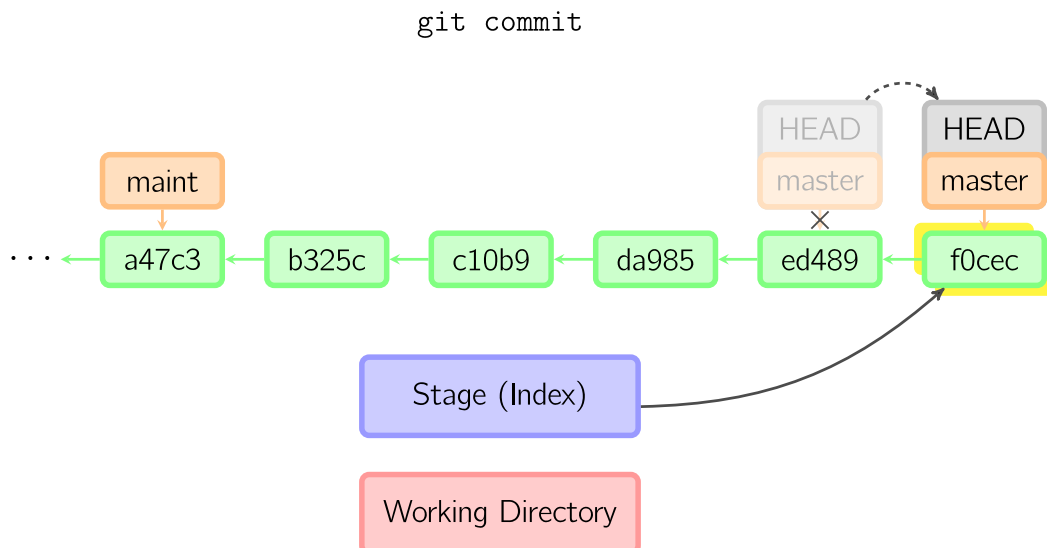 git commit
HEAD HEAD
maint master master
... a47c3 b325c c10b9 da985 ed489 f0cec
Stage (Index)
Working Directory